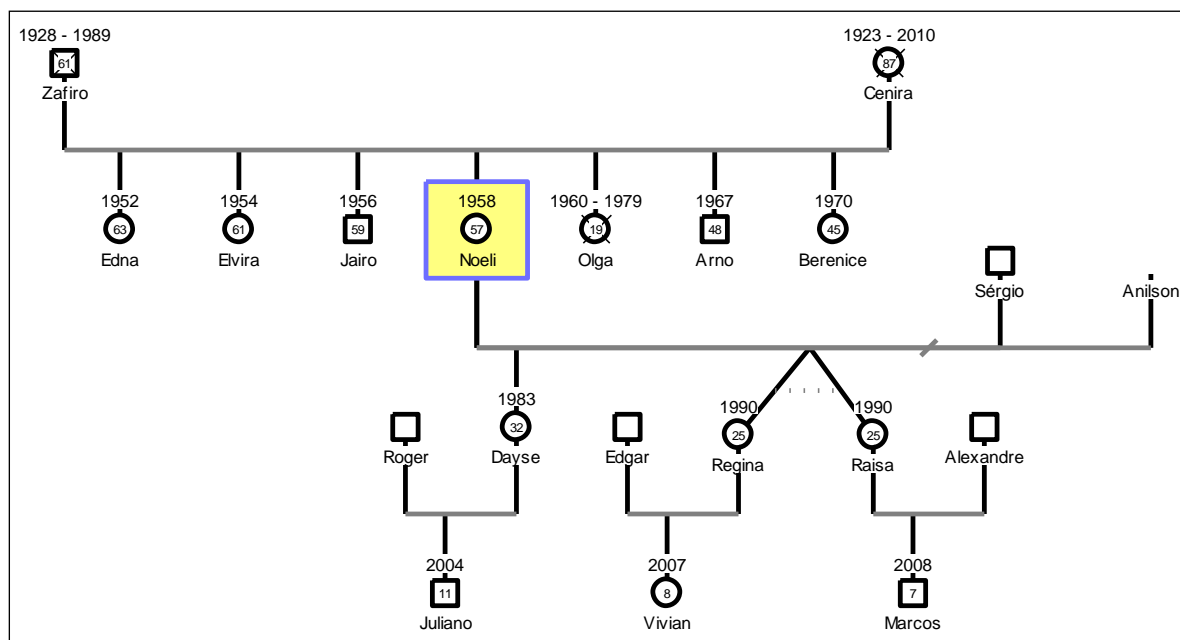 1928 - 1989 1923 - 2010
61 87
Zafiro Cenira
1952 1954 1956 1958 1960 - 1979 1967 1970
63 61 59 57 19 48 45
Edna Elvira Jairo Noeli Olga Arno Berenice
Sérgio Anilson
1983 1990 1990
32 25 25
Roger Dayse Edgar Regina Raisa Alexandre
2004 2007 2008
11 8 7
Juliano Vivian Marcos